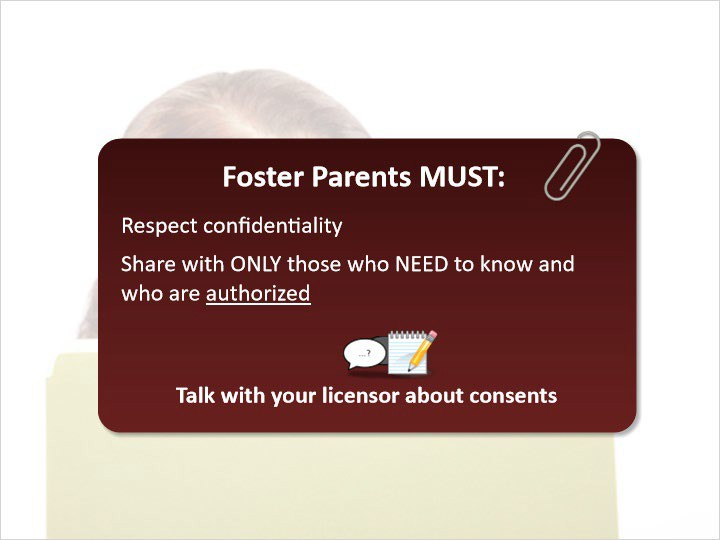 Foster Parents MUST:
Respect confidentiality
Share with ONLY those who NEED to know and
who are authorized
...?
Talk with your licensor about consents